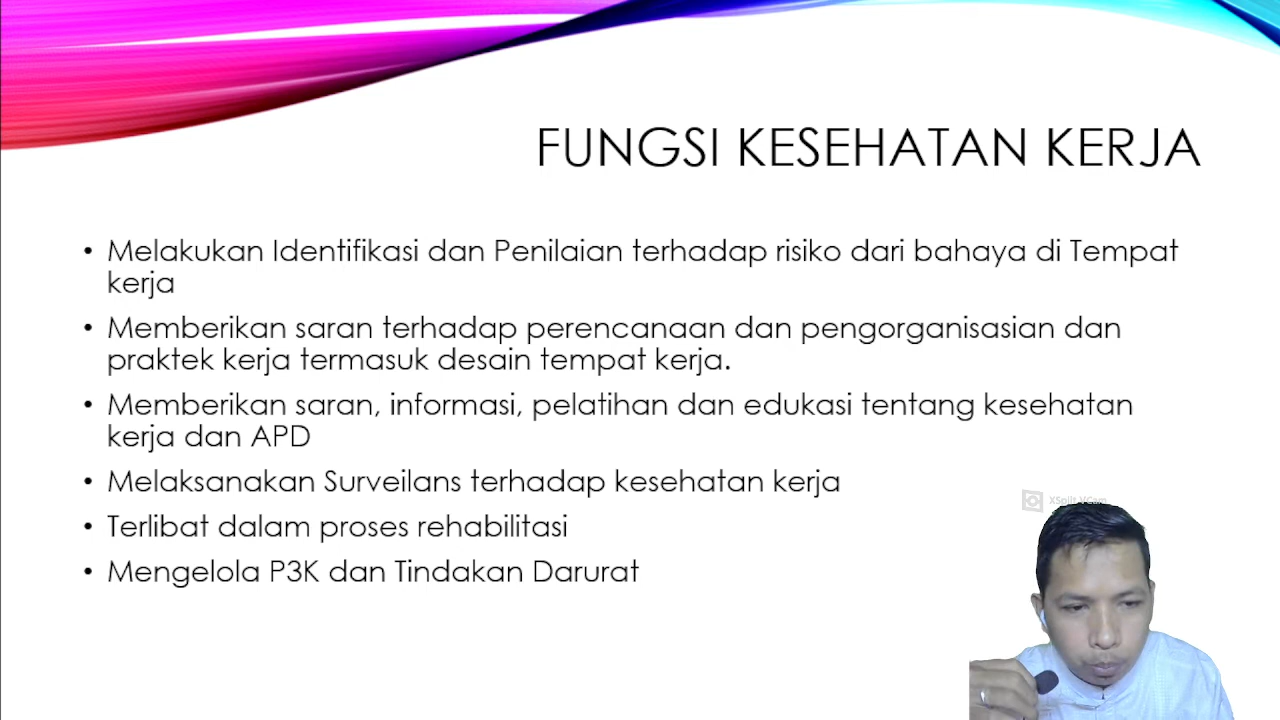 FUNGSI KESEHATAN KERJA
• Melakukan Identifikasi dan Penilaian terhadap risiko dari bahaya di Tempat
kerja
• Memberikan saran terhadap perencanaan dan pengorganisasian dan
praktek kerja termasuk desain tempat kerja.
• Memberikan saran, informasi, pelatihan dan edukasi tentang kesehatan
kerja dan APD
• Melaksanakan Surveilans terhadap kesehatan kerja
• Terlibat dalam proses rehabilitasi
• Mengelola P3K dan Tindakan Darurat
XSplit VCam